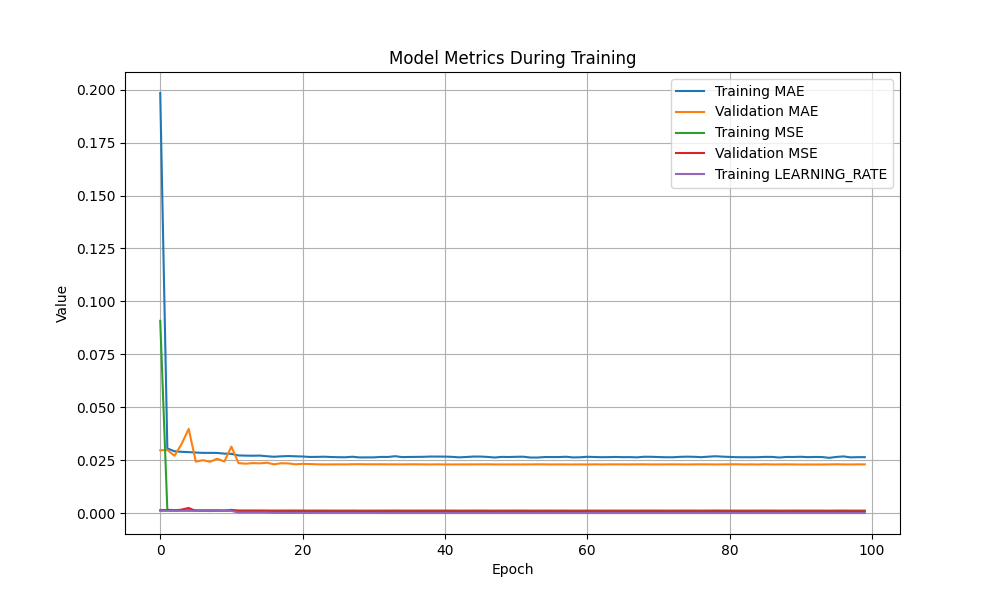 Model Metrics During Training
Training MAE
Validation MAE
Training MSE
Validation MSE
Training LEARNING_RATE
Value
0.200
0.175
0.150
0.125
0.100
0.075
0.050
0.025
0.000
0 20 40 60 80 100
Epoch